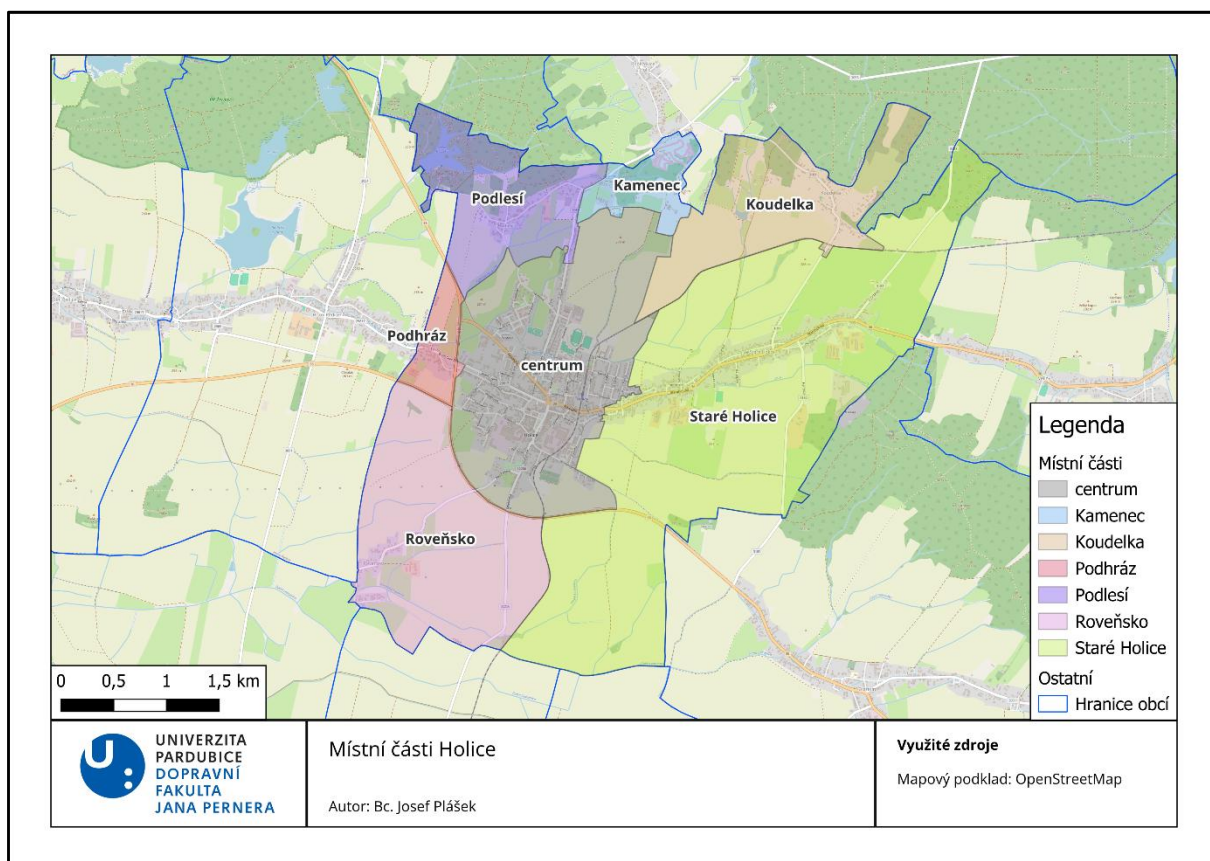 Podlesí
Kamenec
Koudelka
Podhráz
centrum
Staré Holice
Roveňsko
Legenda
Místní části
centrum
Kamenec
Koudelka
Podhráz
Podlesí
Roveňsko
Staré Holice
Ostatní
Hranice obcí
0 0,5 1 1,5 km
UNIVERZITA
PARDUBICE
DOPRAVNÍ
FAKULTA
JANA PERNERA
Místní části Holice
Autor: Bc. Josef Plášek
Využité zdroje
Mapový podklad: OpenStreetMap